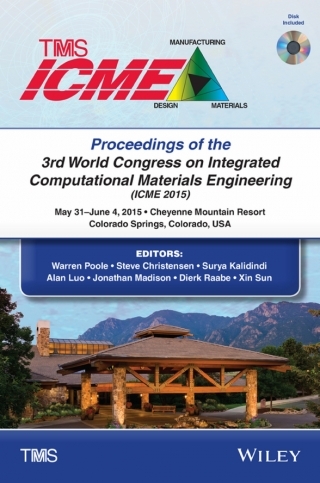 Disk
Included
TMS
ICME
MANUFACTURING
DESIGN
MATERIALS
Proceedings of the
3rd World Congress on Integrated
Computational Materials Engineering
(ICME 2015)
May 31–June 4, 2015 • Cheyenne Mountain Resort
Colorado Springs, Colorado, USA
EDITORS:
Warren Poole • Steve Christensen • Surya Kalidindi
Alan Luo • Jonathan Madison • Dierk Raabe • Xin Sun
TMS
WILEY